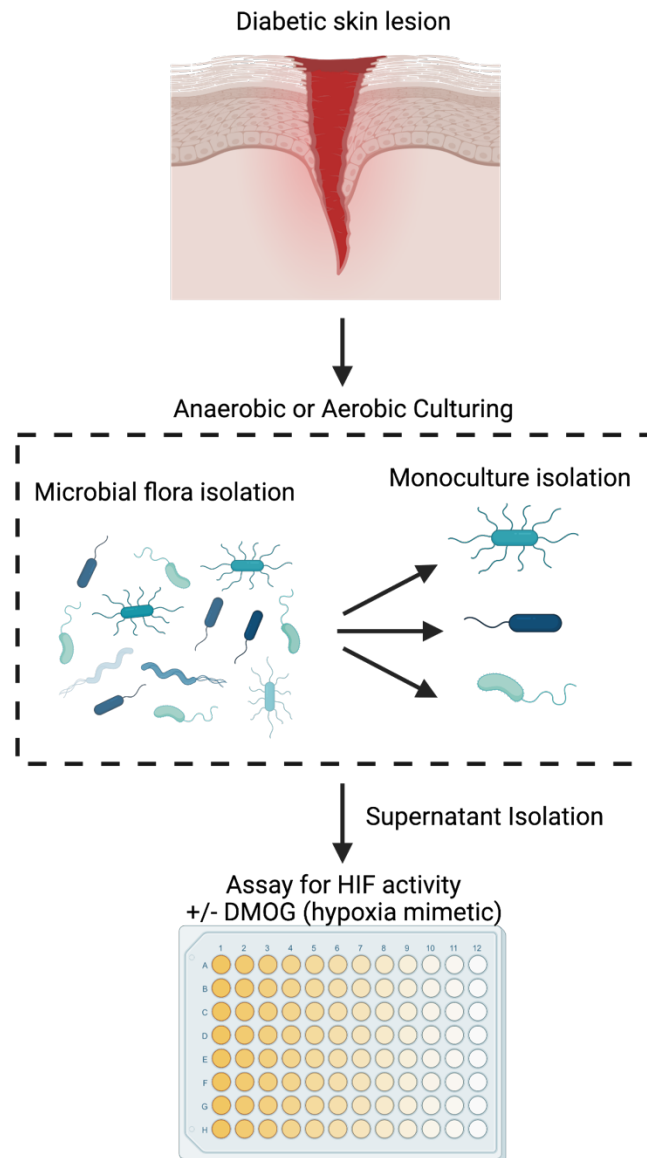 Diabetic skin lesion
Anaerobic or Aerobic Culturing
Microbial flora isolation
Monoculture isolation
Supernatant Isolation
Assay for HIF activity
+/- DMOG (hypoxia mimetic)
1 2 3 4 5 6 7 8 9 10 11 12
A
B
C
D
E
F
G
H